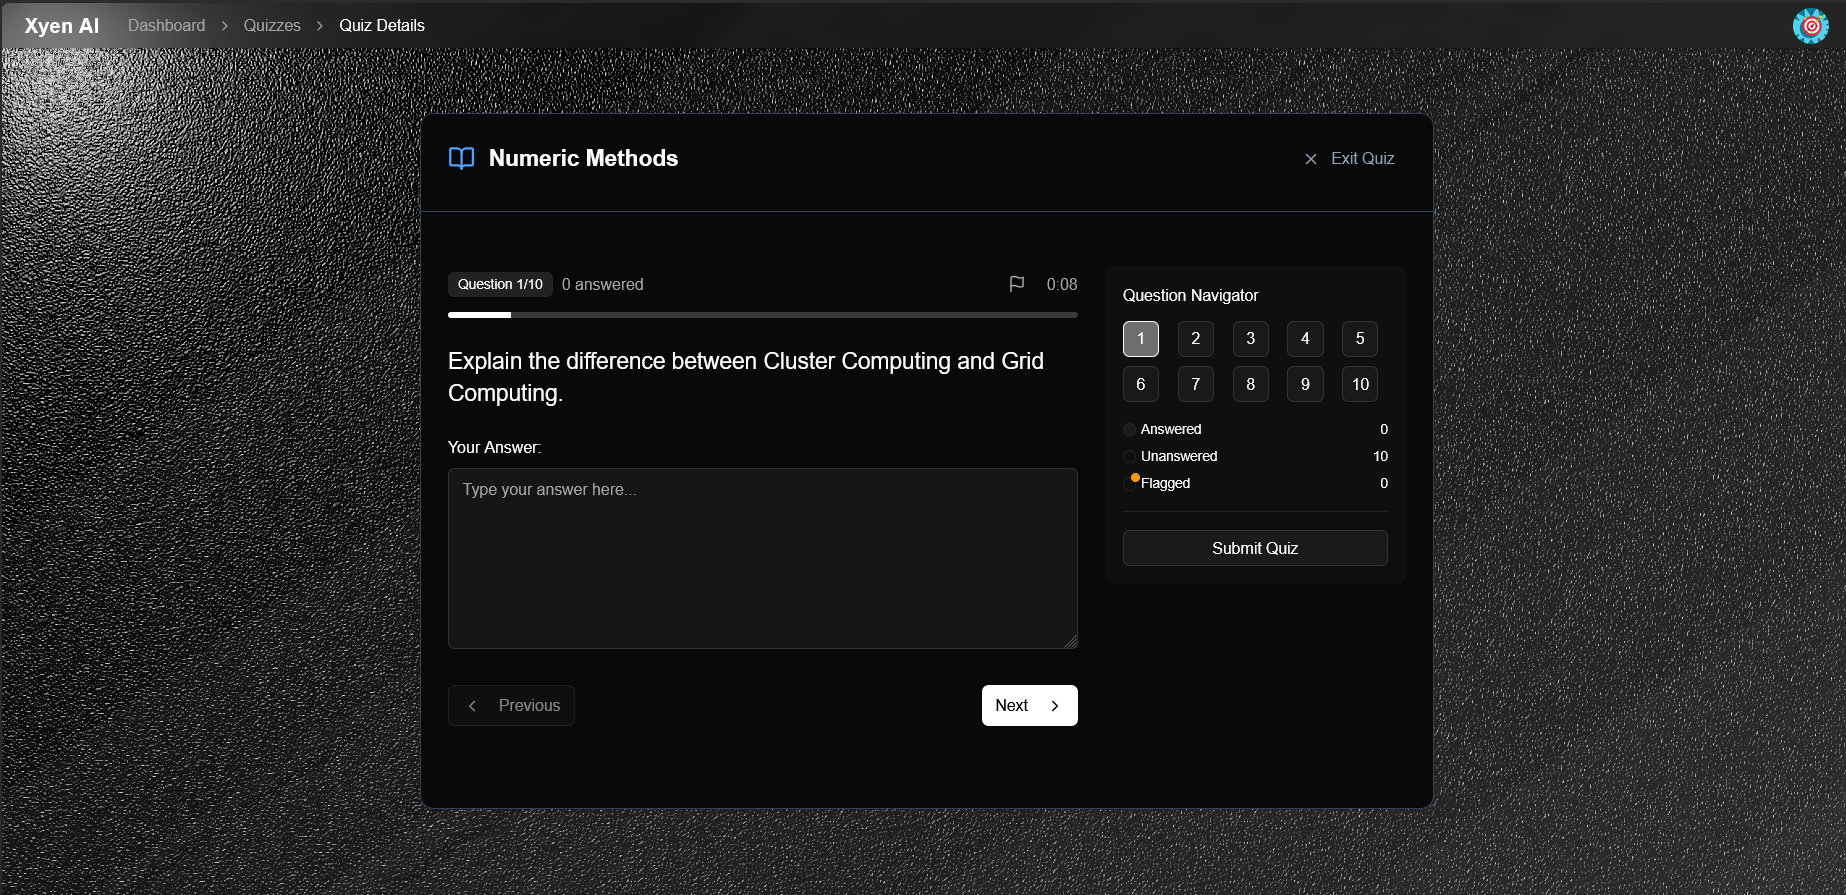 Xyen AI Dashboard > Quizzes > Quiz Details
Numeric Methods
Exit Quiz
Question 1/10 0 answered 0:08
Explain the difference between Cluster Computing and Grid
Computing.
Your Answer:
Type your answer here...
Previous
Next
Question Navigator
1 2 3 4 5
6 7 8 9 10
Answered 0
Unanswered 10
Flagged 0
Submit Quiz